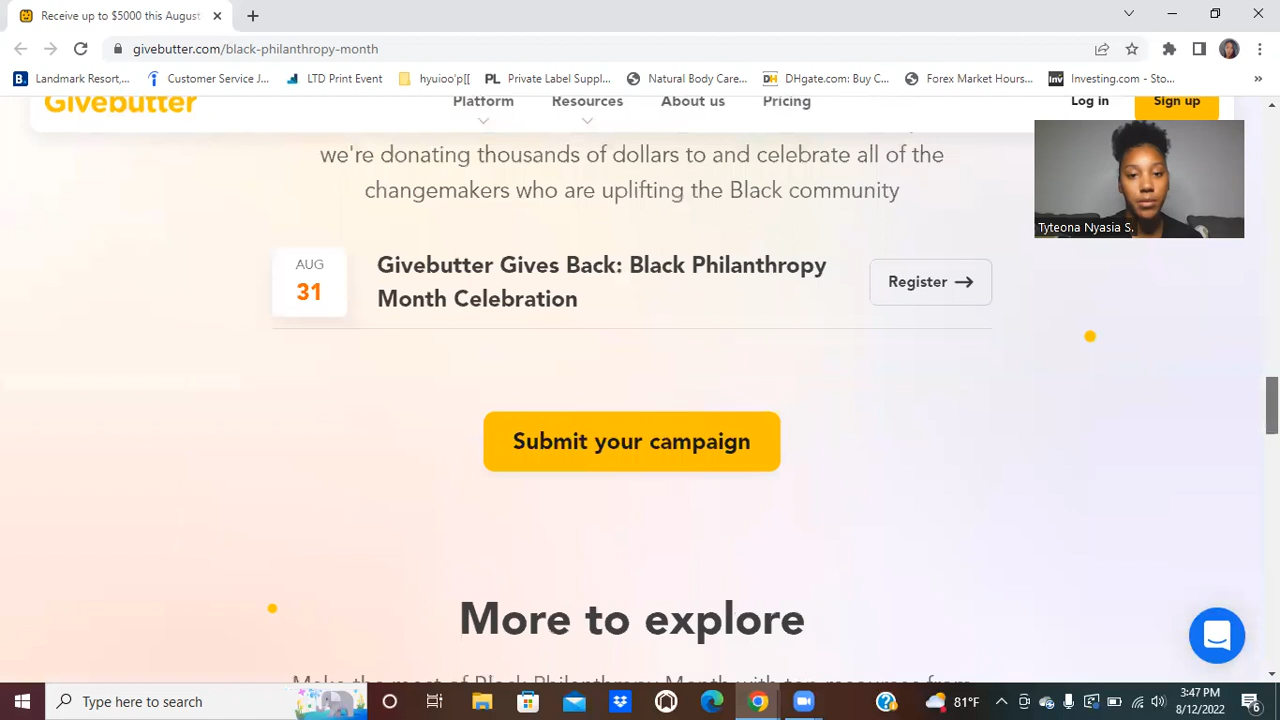 Receive up to $5000 this August
givebutter.com/black-philanthropy-month
Landmark Resort,...
Customer Service J...
LTD Print Event
hyuioo'p[[
PL Private Label Suppl...
Natural Body Care...
DH DHgate.com: Buy C...
Forex Market Hours...
Inv Investing.com - Sto...
Givebutter
Platform
Resources
About us
Pricing
Log in
Sign up
we're donating thousands of dollars to and celebrate all of the
changemakers who are uplifting the Black community
Tyteona Nyasia S.
AUG
31
Givebutter Gives Back: Black Philanthropy
Month Celebration
Register
Submit your campaign
More to explore
Make the most of Black Philanthropy Month with top resources from
Type here to search
81°F
3:47 PM
8/12/2022
6